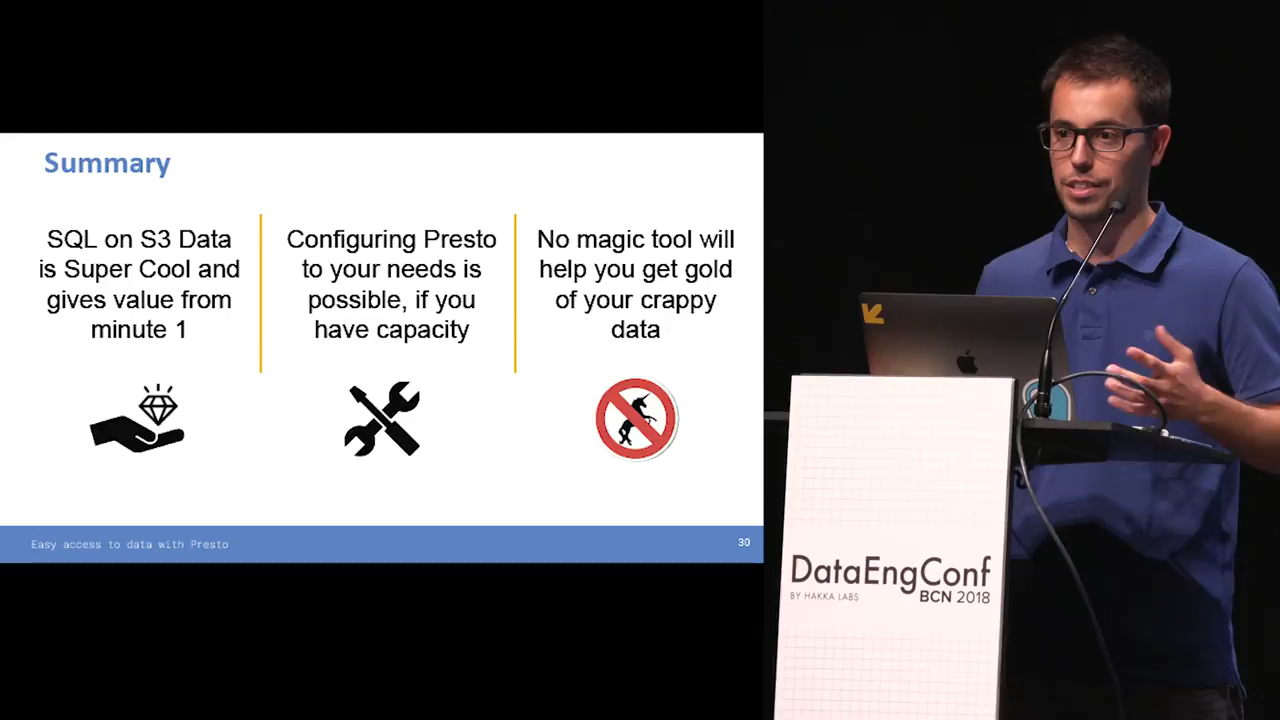 Summary
SQL on S3 Data
is Super Cool and
gives value from
minute 1
Configuring Presto
to your needs is
possible, if you
have capacity
No magic tool will
help you get gold
of your crappy
data
Easy access to data with Presto
30
DataEngConf
BY HAKKA LABS
BCN 2018